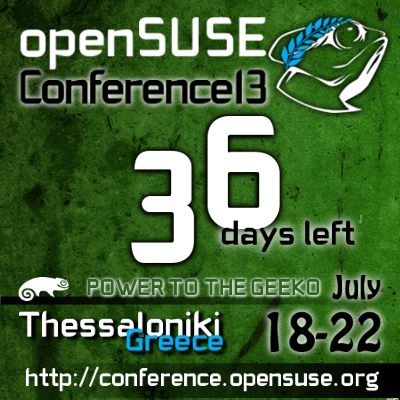 openSUSE
Conference13
36
days left
POWER TO THE GEEKO
July
Thessaloniki
18-22
Greece
http://conference.opensuse.org